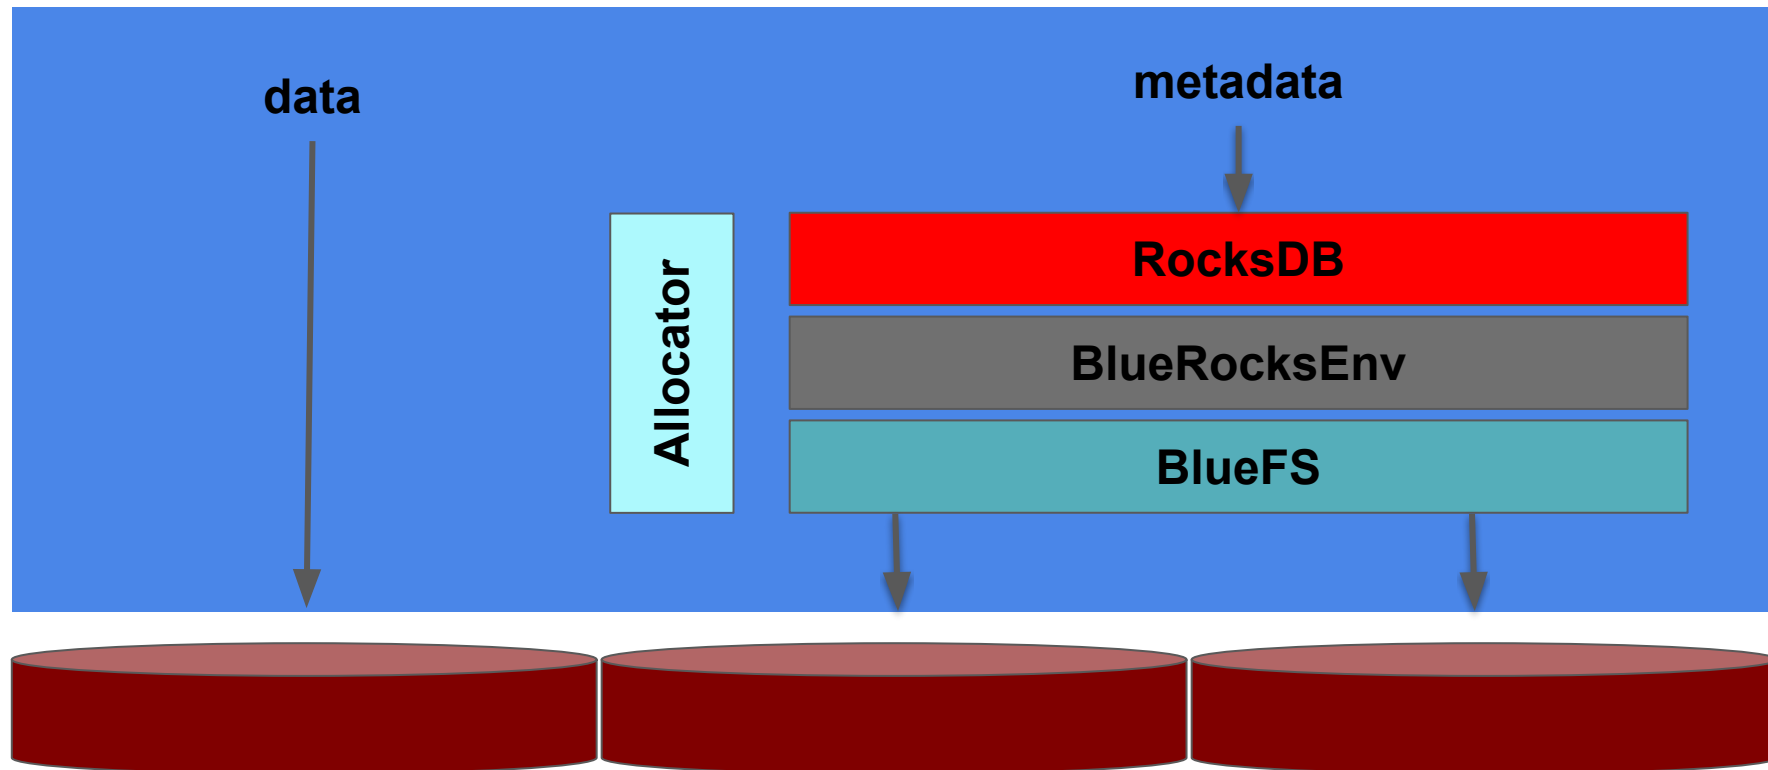 data
metadata
Allocator
RocksDB
BlueRocksEnv
BlueFS